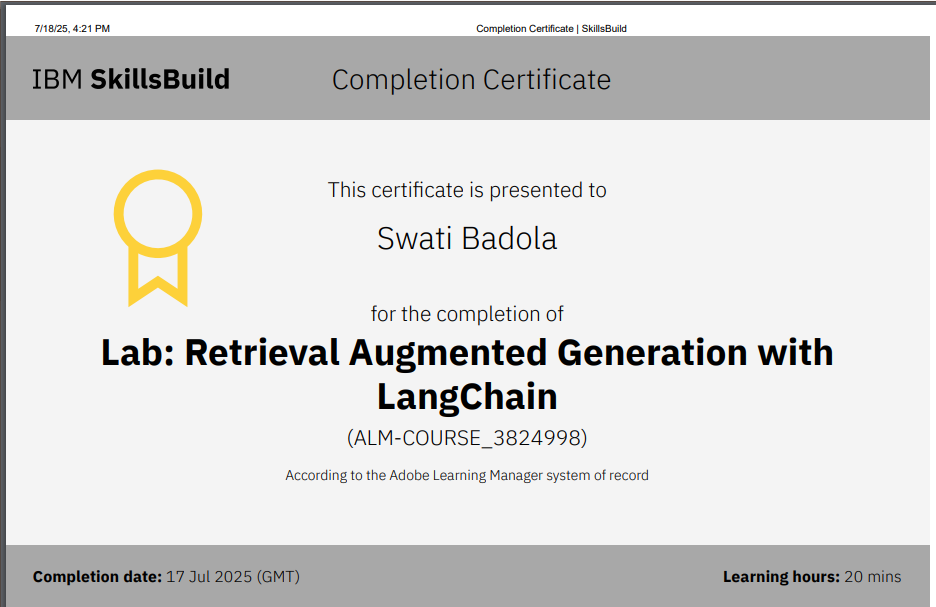 7/18/25, 4:21 PM Completion Certificate | SkillsBuild
IBM SkillsBuild Completion Certificate
This certificate is presented to
Swati Badola
for the completion of
Lab: Retrieval Augmented Generation with
LangChain
(ALM-COURSE_3824998)
According to the Adobe Learning Manager system of record
Completion date: 17 Jul 2025 (GMT) Learning hours: 20 mins